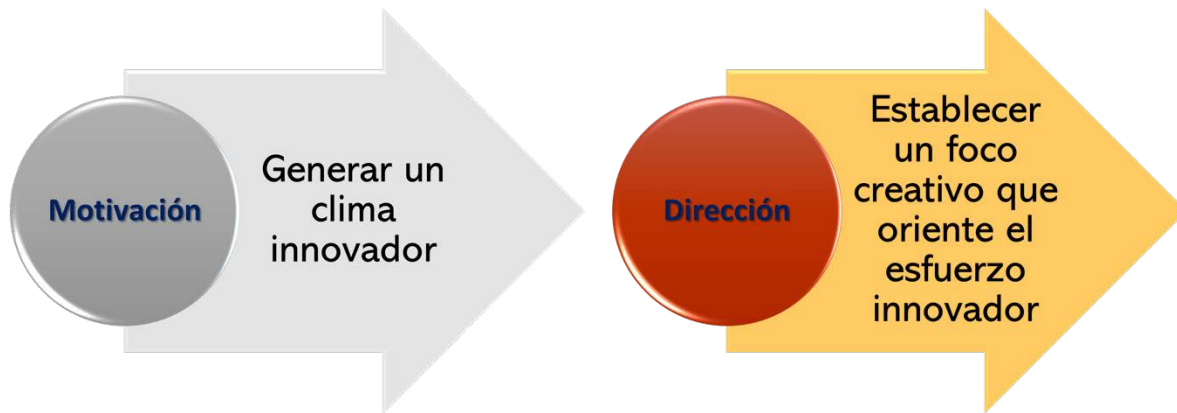 Motivación
Generar un
clima
innovador
Dirección
Establecer
un foco
creativo que
oriente el
esfuerzo
innovador